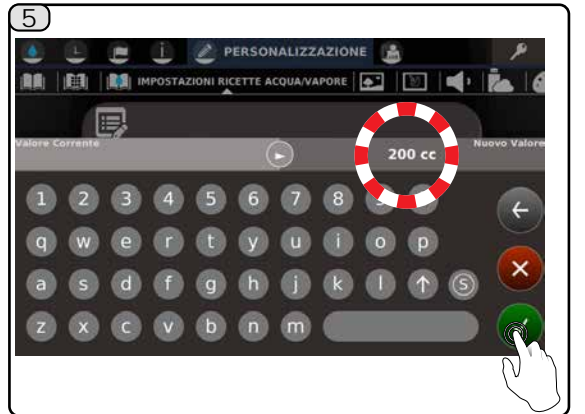 5
PERSONALIZZAZIONE
IMPOSTAZIONI RICETTE ACQUA/VAPORE
Valore Corrente
200 cc
Nuovo Valore
1 2 3 4 5 6 7 8 9
q w e r t y u i o p
a s d f g h j k l S
z x c v b n m